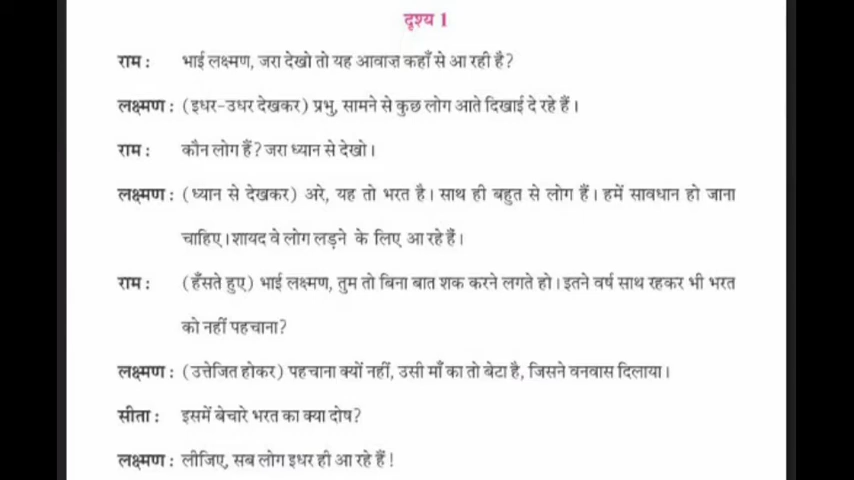 दृश्य 1
राम : भाई लक्ष्मण, जरा देखो तो यह आवाज़ कहाँ से आ रही है?
लक्ष्मण : (इधर-उधर देखकर) प्रभु, सामने से कुछ लोग आते दिखाई दे रहे हैं।
राम : कौन लोग हैं? जरा ध्यान से देखो।
लक्ष्मण : (ध्यान से देखकर) अरे, यह तो भरत है। साथ ही बहुत से लोग हैं। हमें सावधान हो जाना
चाहिए। शायद वे लोग लड़ने के लिए आ रहे हैं।
राम : (हँसते हुए) भाई लक्ष्मण, तुम तो बिना बात शक करने लगते हो। इतने वर्ष साथ रहकर भी भरत
को नहीं पहचाना?
लक्ष्मण : (उत्तेजित होकर) पहचाना क्यों नहीं, उसी माँ का तो बेटा है, जिसने वनवास दिलाया।
सीता : इसमें बेचारे भरत का क्या दोष?
लक्ष्मण : लीजिए, सब लोग इधर ही आ रहे हैं!